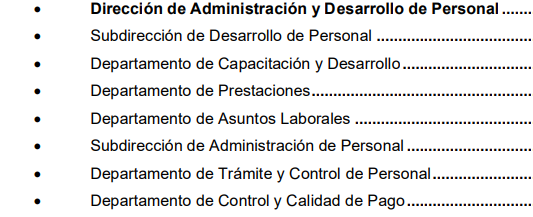 • Dirección de Administración y Desarrollo de Personal .......
• Subdirección de Desarrollo de Personal ....................................
• Departamento de Capacitación y Desarrollo ..............................
• Departamento de Prestaciones .................................................
• Departamento de Asuntos Laborales ........................................
• Subdirección de Administración de Personal .............................
• Departamento de Trámite y Control de Personal .......................
• Departamento de Control y Calidad de Pago .............................